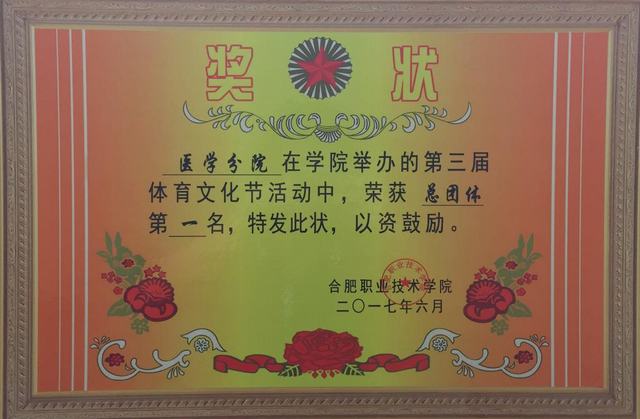 奖状
医学分院在学院举办的第三届
体育文化节活动中，荣获 总团体
第一名，特发此状，以资鼓励。
合肥职业技术学院
二〇一七年六月